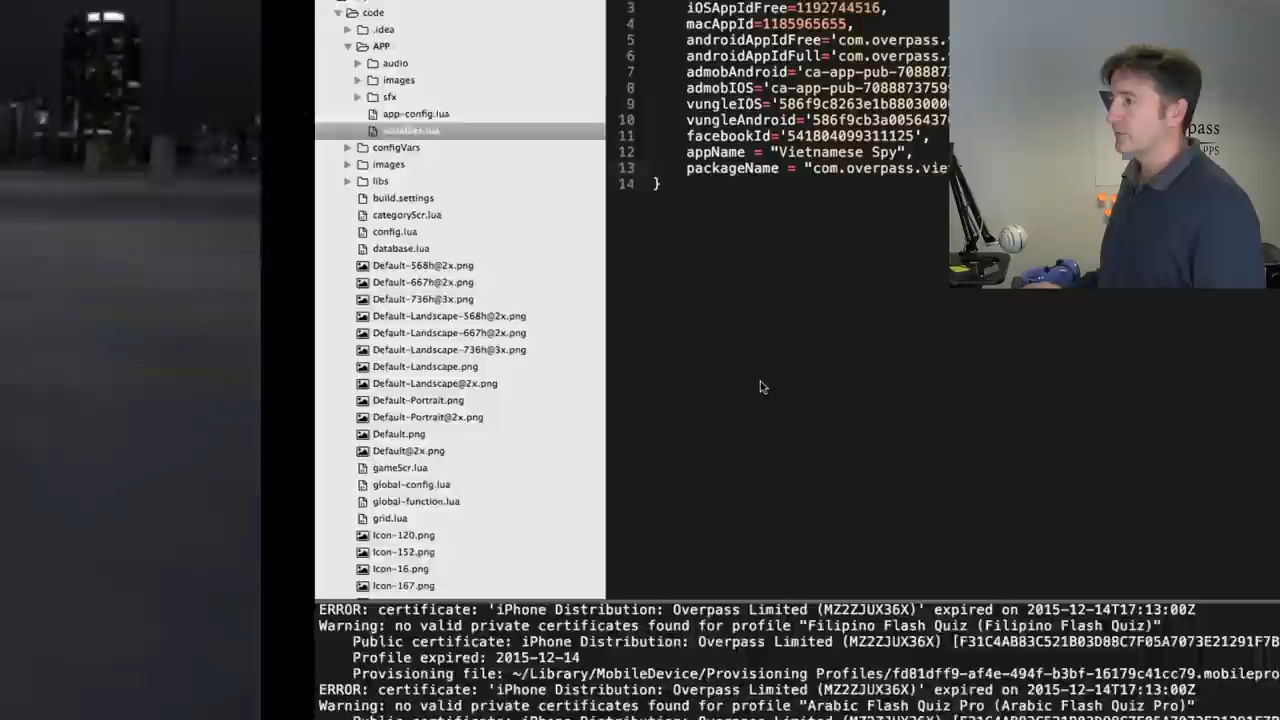 code
.idea
APP
audio
images
sfx
app-config.lua
variables.lua
configVars
images
libs
build.settings
categoryScr.lua
config.lua
database.lua
Default-568h@2x.png
Default-667h@2x.png
Default-736h@3x.png
Default-Landscape-568h@2x.png
Default-Landscape-667h@2x.png
Default-Landscape-736h@3x.png
Default-Landscape.png
Default-Landscape@2x.png
Default-Portrait.png
Default-Portrait@2x.png
Default.png
Default@2x.png
gameScr.lua
global-config.lua
global-function.lua
grid.lua
Icon-120.png
Icon-152.png
Icon-16.png
Icon-167.png
3 iOSAppIdFree=1192744516,
4 macAppId=1185965655,
5 androidAppIdFree='com.overpass.
6 androidAppIdFull='com.overpass.
7 admobAndroid='ca-app-pub-708887
8 admobIOS='ca-app-pub-7088873759
9 vungleIOS='586f9c8263e1b8803000
10 vungleAndroid='586f9cb3a0056437
11 facebookId='541804099311125',
12 appName = "Vietnamese Spy",
13 packageName = "com.overpass.vie
14 }
pass
PPS
ERROR: certificate: 'iPhone Distribution: Overpass Limited (MZ2ZJUX36X)' expired on 2015-12-14T17:13:00Z
Warning: no valid private certificates found for profile "Filipino Flash Quiz (Filipino Flash Quiz)"
Public certificate: iPhone Distribution: Overpass Limited (MZ2ZJUX36X) [F31C4AB83C521B03D88C7F05A7073E21291F7B
Profile expired: 2015-12-14
Provisioning file: ~/Library/MobileDevice/Provisioning Profiles/fd81dff9-af4e-494f-b3bf-16179c41cc79.mobilepro
ERROR: certificate: 'iPhone Distribution: Overpass Limited (MZ2ZJUX36X)' expired on 2015-12-14T17:13:00Z
Warning: no valid private certificates found for profile "Arabic Flash Quiz Pro (Arabic Flash Quiz Pro)"